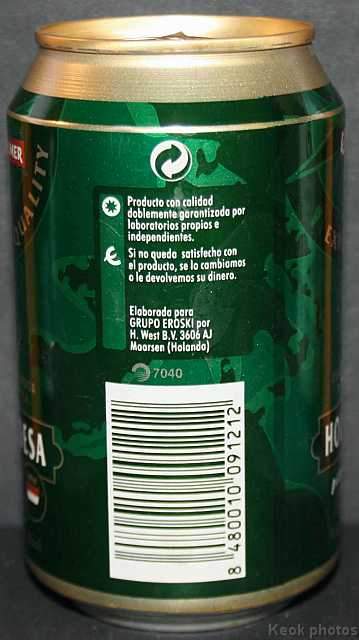 QUALITY
Producto con calidad
doblemente garantizada por
laboratorios propios e
independientes.
Si no queda satisfecho con
el producto, se lo cambiamos
o le devolvemos su dinero.
Elaborada para
GRUPO EROSKI por
H. West B.V. 3606 AJ
Maarsen (Holanda)
7040
8 480010 091212
Keok photos